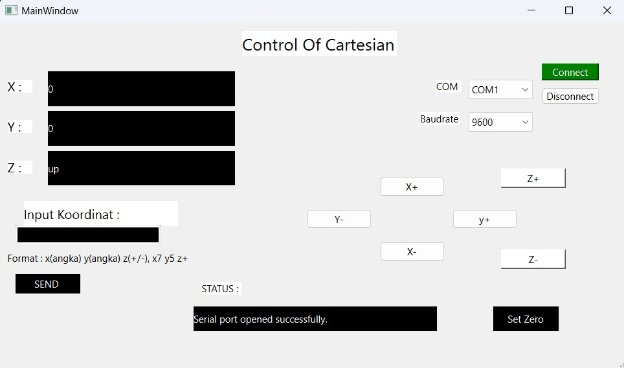 MainWindow
Control Of Cartesian
X :
0
COM
COM1
Connect
Disconnect
Y :
0
Baudrate
9600
Z :
up
X+
Z+
Input Koordinat :
Y-
y+
Format : x(angka) y(angka) z(+/-), x7 y5 z+
X-
Z-
SEND
STATUS :
Serial port opened successfully.
Set Zero